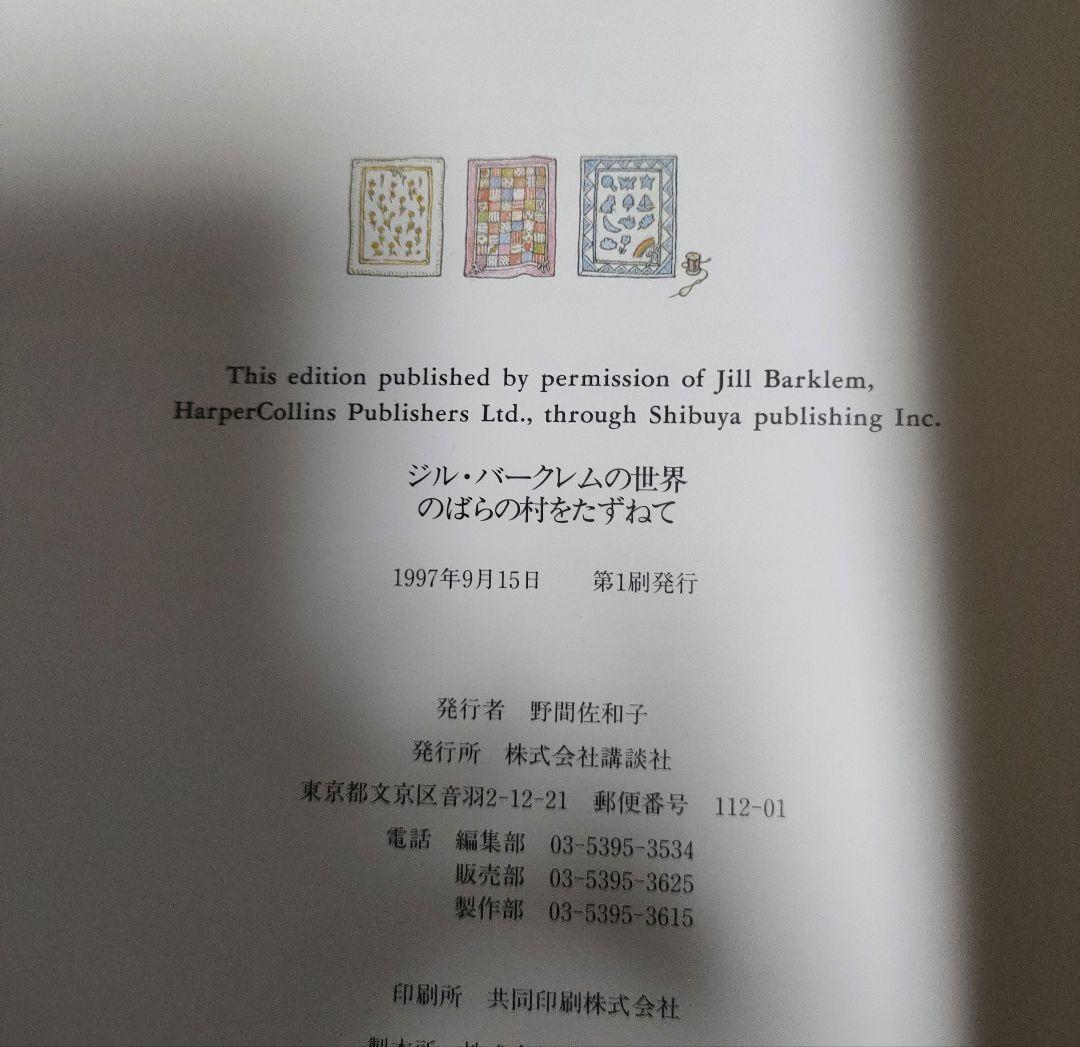 This edition published by permission of Jill Barklem,
HarperCollins Publishers Ltd., through Shibuya publishing Inc.
ジル・バークレムの世界
のばらの村をたずねて
1997年9月15日　第1刷発行
発行者　野間佐和子
発行所　株式会社講談社
東京都文京区音羽2-12-21　郵便番号　112-01
電話　編集部　03-5395-3534
販売部　03-5395-3625
製作部　03-5395-3615
印刷所　共同印刷株式会社
製本所